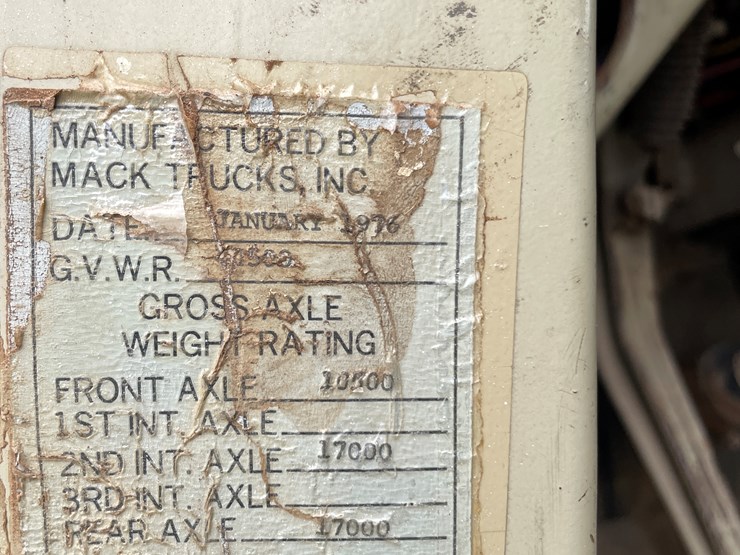 MANUFACTURED BY
MACK TRUCKS, INC.
DATE JANUARY 1976
G.V.W.R.
GROSS AXLE
WEIGHT RATING
FRONT AXLE
1ST INT. AXLE
2ND INT. AXLE 17000
3RD INT. AXLE
REAR AXLE 17000